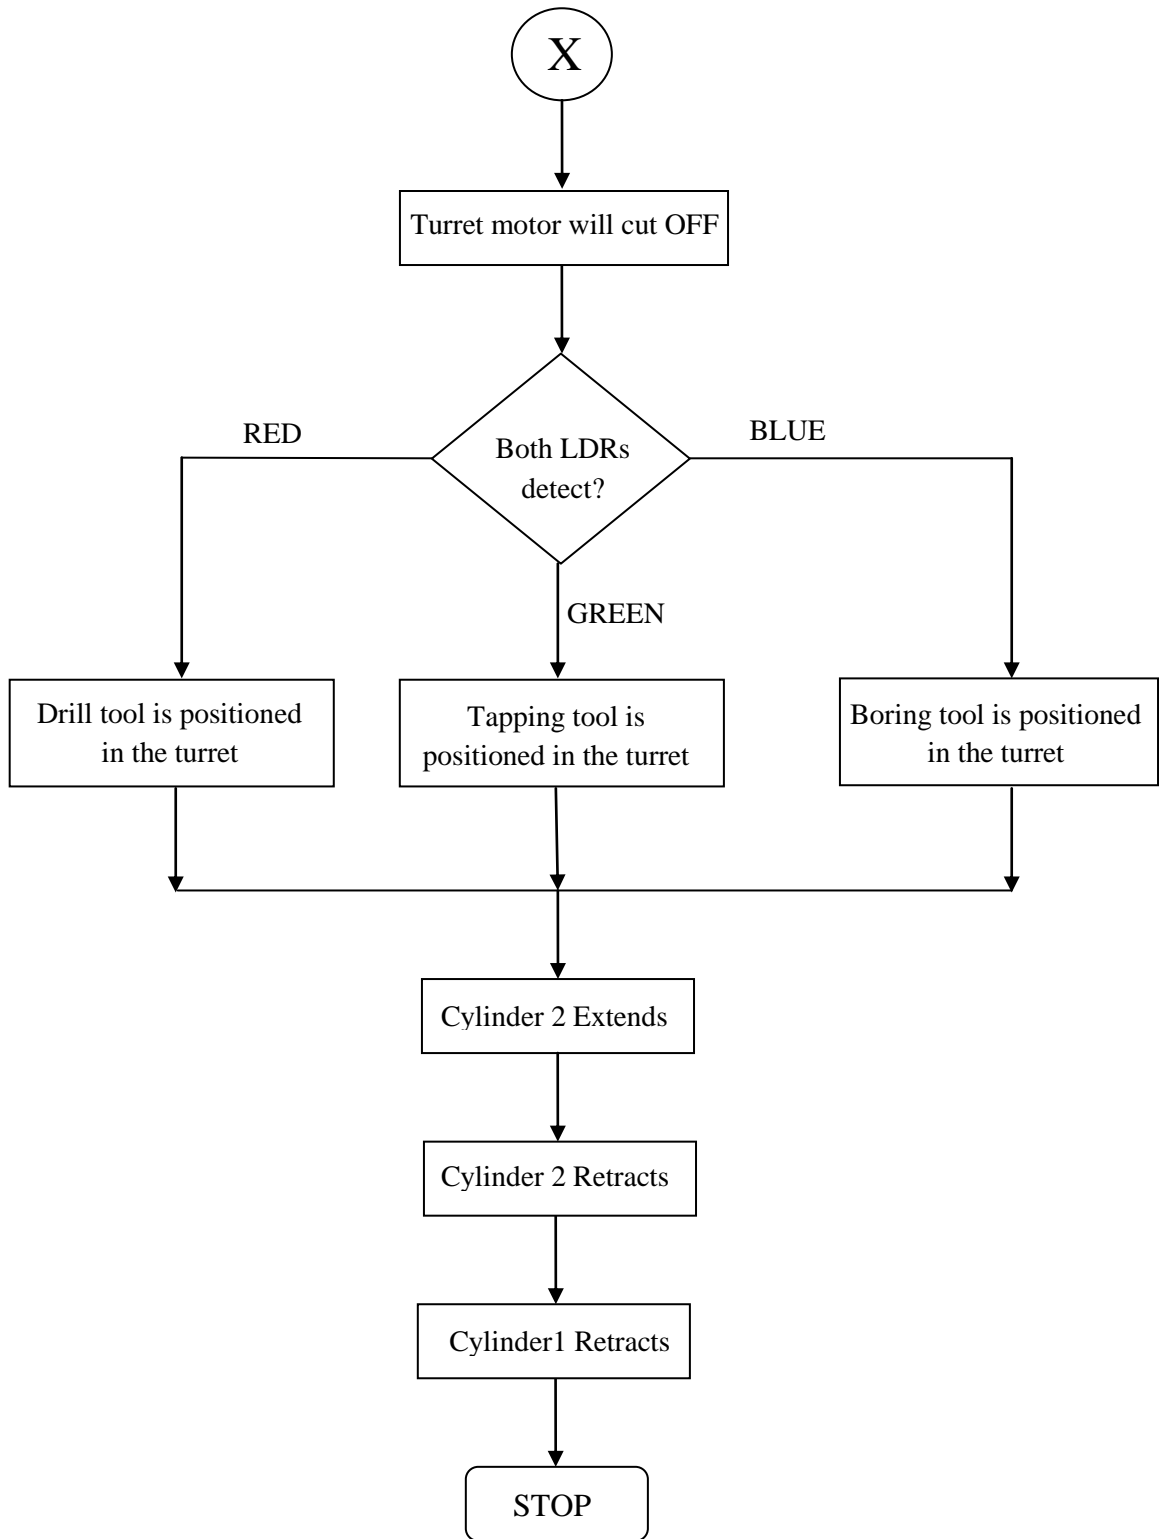 X
Turret motor will cut OFF
RED
BLUE
Both LDRs
detect?
GREEN
Drill tool is positioned
in the turret
Tapping tool is
positioned in the turret
Boring tool is positioned
in the turret
Cylinder 2 Extends
Cylinder 2 Retracts
Cylinder1 Retracts
STOP